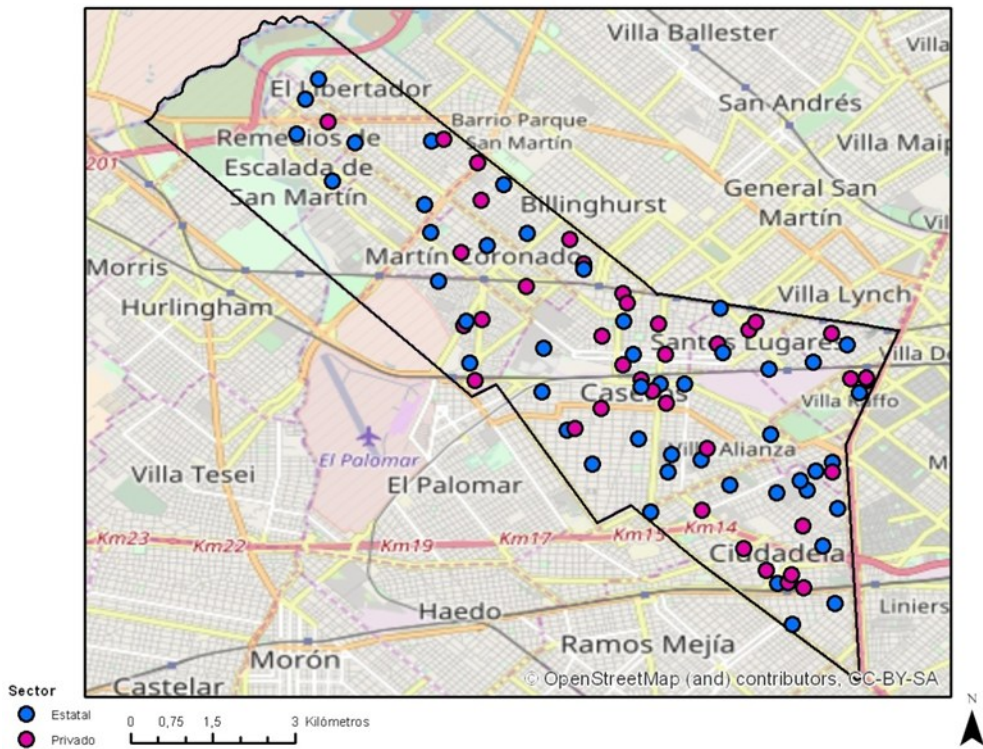 Villa Ballester
Villa
El Libertador
San Andrés
Barrio Parque
San Martín
Remedios de
Escalada de
San Martín
Villa Maip
201
General San
Martín
Billinghurst
Vil
Martín Coronado
Morris
Hurlingham
Villa Lynch
Santos Lugares
Villa De
Caseros
Villa Raffo
Villa Alianza
El Palomar
Villa Tesei
El Palomar
M
Km23
Km22
Km19
Km17
Km15
Km14
Ciudadela
Haedo
Liniers
Ramos Mejía
Morón
Castelar
© OpenStreetMap (and) contributors, CC-BY-SA
Sector
Estatal
Privado
0 0,75 1,5 3 Kilómetros
N